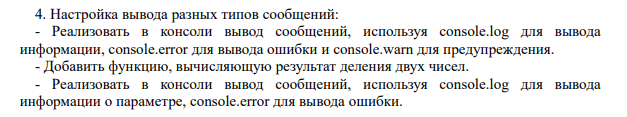 4. Настройка вывода разных типов сообщений:
- Реализовать в консоли вывод сообщений, используя console.log для вывода
информации, console.error для вывода ошибки и console.warn для предупреждения.
- Добавить функцию, вычисляющую результат деления двух чисел.
- Реализовать в консоли вывод сообщений, используя console.log для вывода
информации о параметре, console.error для вывода ошибки.